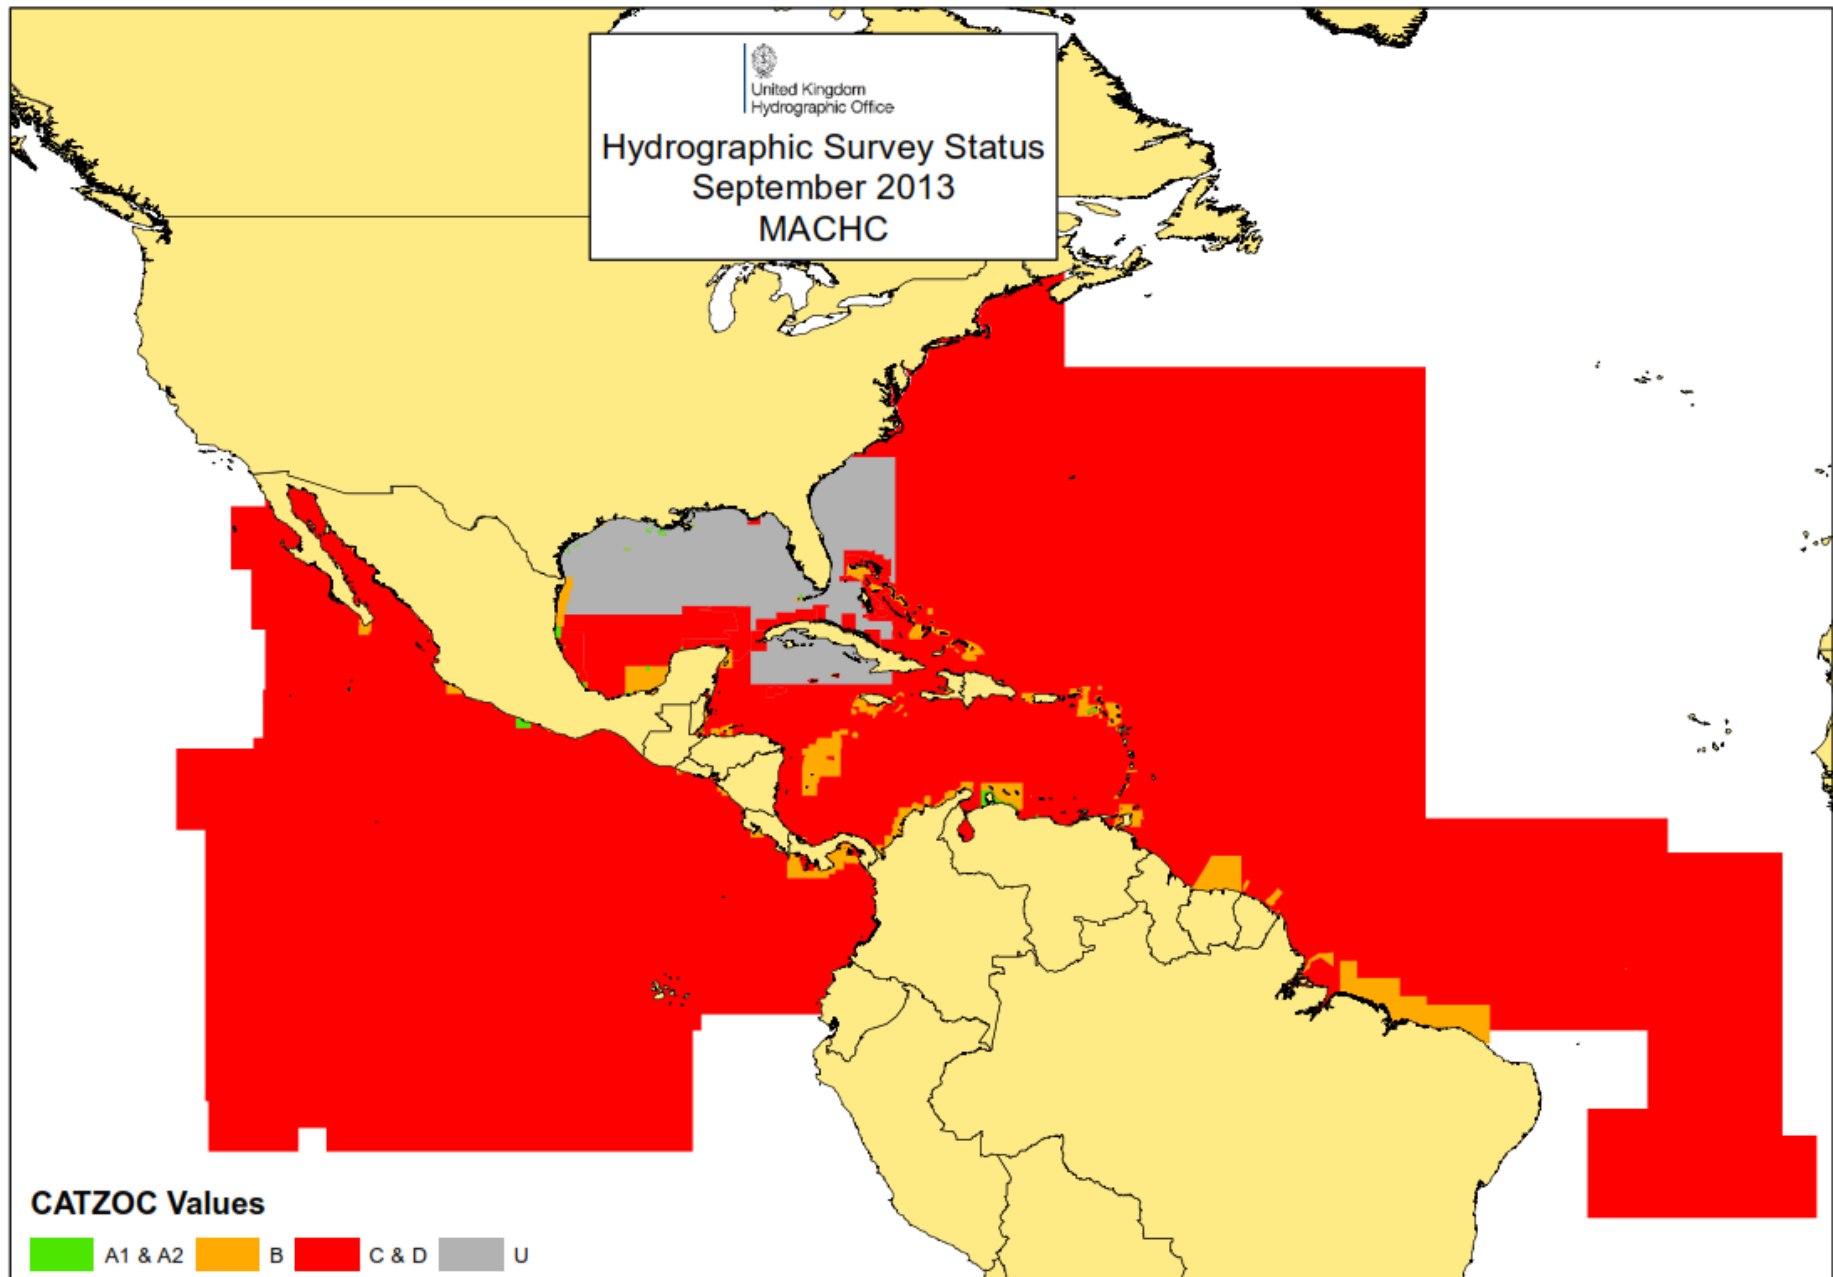 United Kingdom
Hydrographic Office
Hydrographic Survey Status
September 2013
MACHC
CATZOC Values
A1 & A2 B C & D U